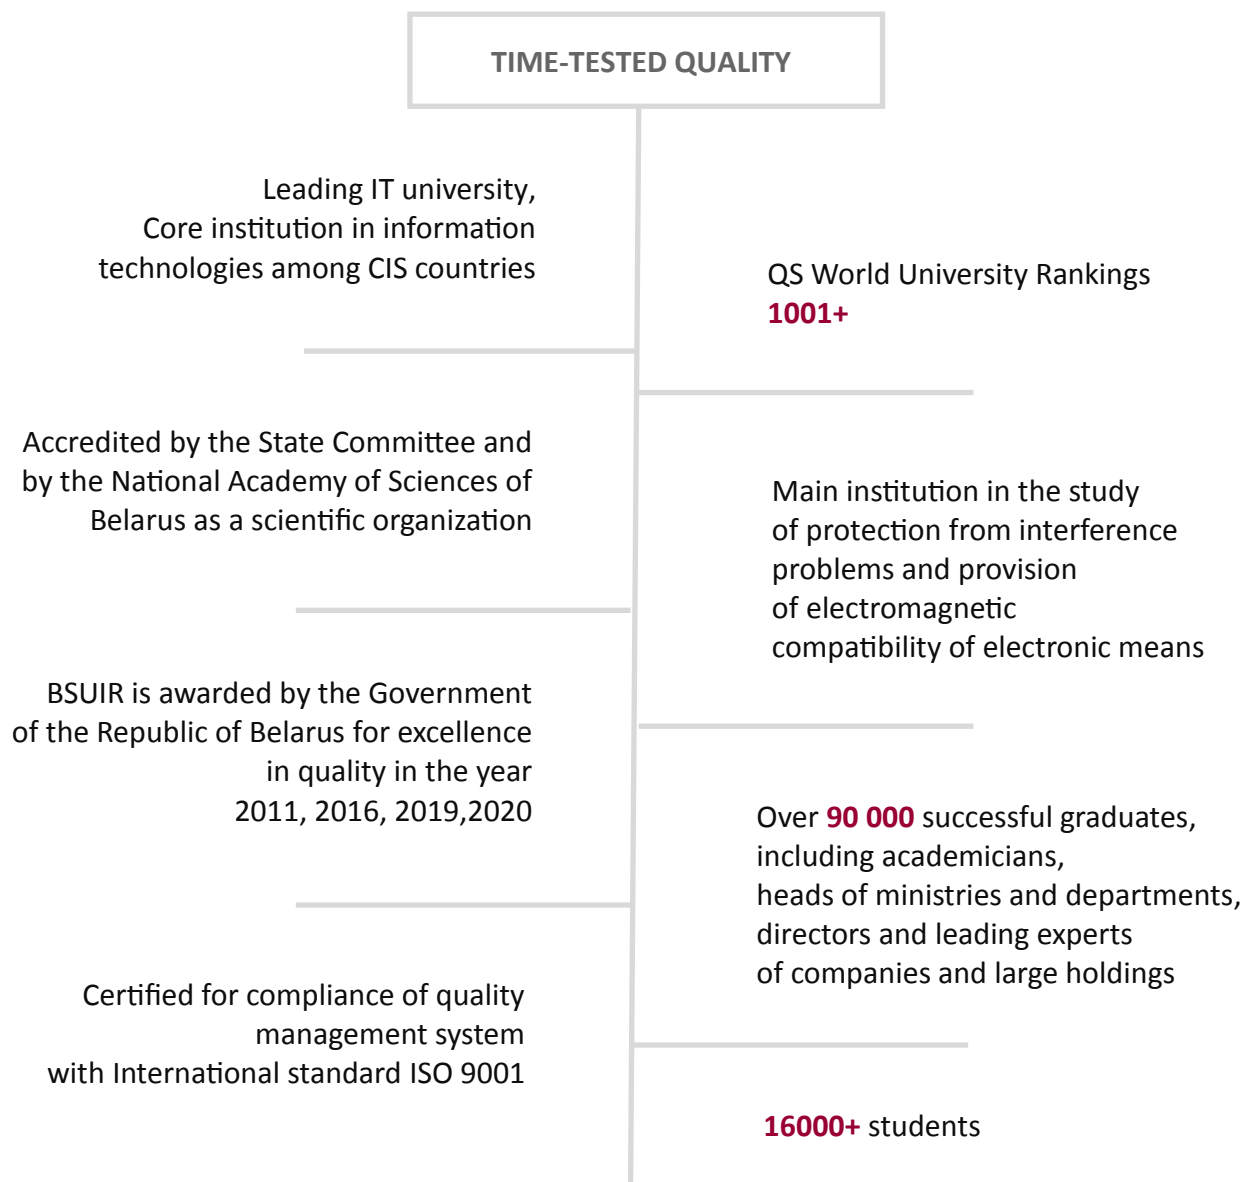 TIME-TESTED QUALITY
Leading IT university,
Core institution in information
technologies among CIS countries
QS World University Rankings
1001+
Accredited by the State Committee and
by the National Academy of Sciences of
Belarus as a scientific organization
Main institution in the study
of protection from interference
problems and provision
of electromagnetic
compatibility of electronic means
BSUIR is awarded by the Government
of the Republic of Belarus for excellence
in quality in the year
2011, 2016, 2019,2020
Over 90 000 successful graduates,
including academicians,
heads of ministries and departments,
directors and leading experts
of companies and large holdings
Certified for compliance of quality
management system
with International standard ISO 9001
16000+ students